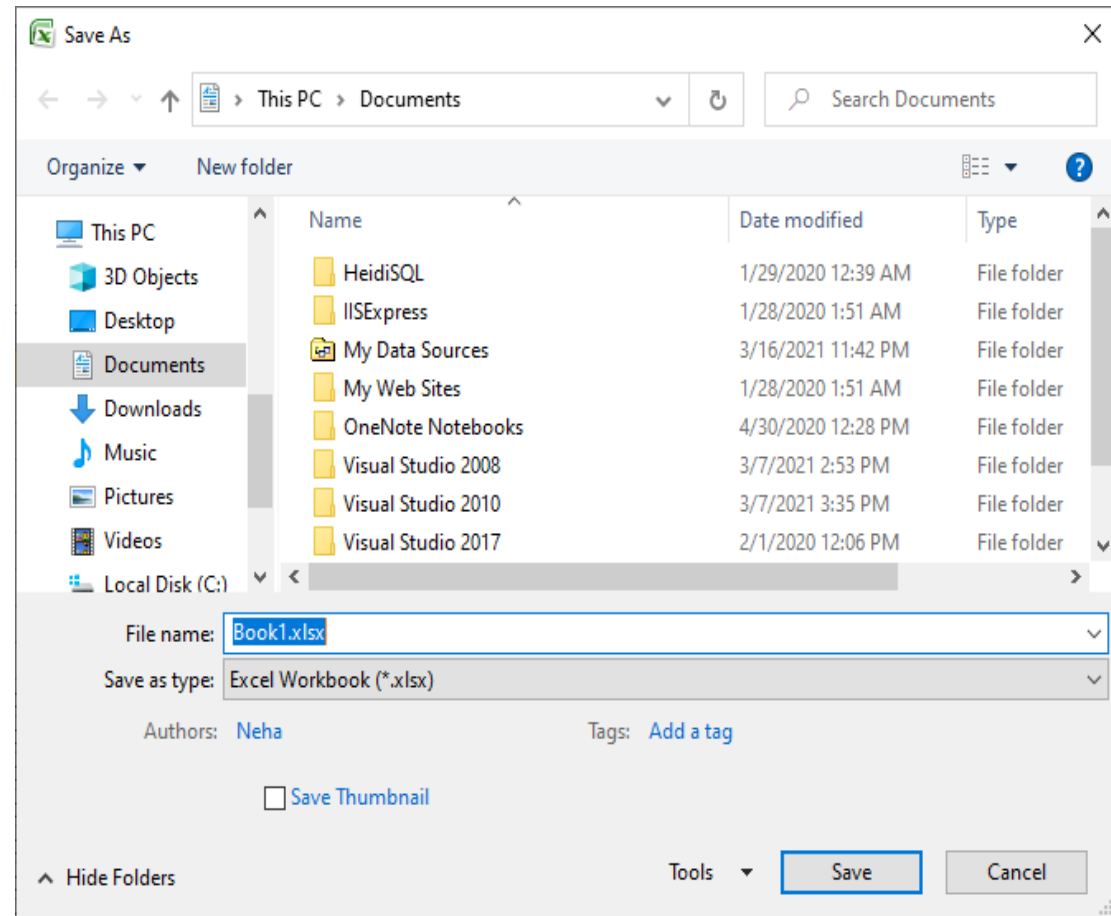 Save As
This PC > Documents
Search Documents
Organize
New folder
This PC
3D Objects
Desktop
Documents
Downloads
Music
Pictures
Videos
Local Disk (C:)
Name Date modified Type
HeidiSQL 1/29/2020 12:39 AM File folder
IISExpress 1/28/2020 1:51 AM File folder
My Data Sources 3/16/2021 11:42 PM File folder
My Web Sites 1/28/2020 1:51 AM File folder
OneNote Notebooks 4/30/2020 12:28 PM File folder
Visual Studio 2008 3/7/2021 2:53 PM File folder
Visual Studio 2010 3/7/2021 3:35 PM File folder
Visual Studio 2017 2/1/2020 12:06 PM File folder
File name: Book1.xlsx
Save as type: Excel Workbook (*.xlsx)
Authors: Neha Tags: Add a tag
Save Thumbnail
Hide Folders Tools Save Cancel